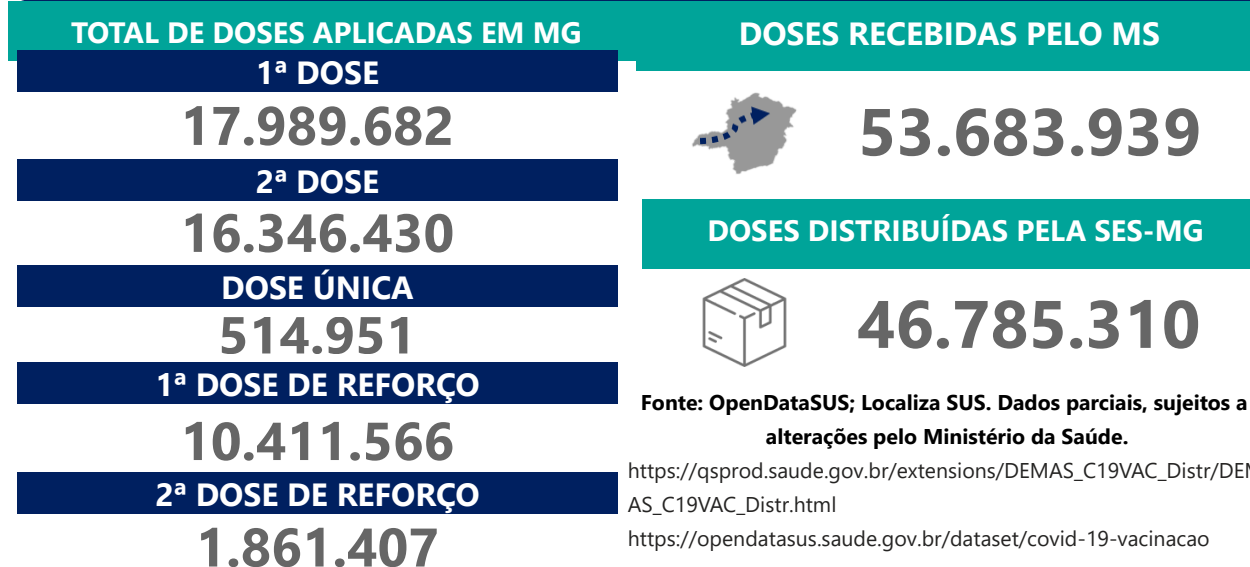 TOTAL DE DOSES APLICADAS EM MG
1ª DOSE
17.989.682
2ª DOSE
16.346.430
DOSE ÚNICA
514.951
1ª DOSE DE REFORÇO
10.411.566
2ª DOSE DE REFORÇO
1.861.407
DOSES RECEBIDAS PELO MS
53.683.939
DOSES DISTRIBUÍDAS PELA SES-MG
46.785.310
Fonte: OpenDataSUS; Localiza SUS. Dados parciais, sujeitos a
alterações pelo Ministério da Saúde.
https://qsprod.saude.gov.br/extensions/DEMAS_C19VAC_Distr/DEM
AS_C19VAC_Distr.html
https://opendatasus.saude.gov.br/dataset/covid-19-vacinacao